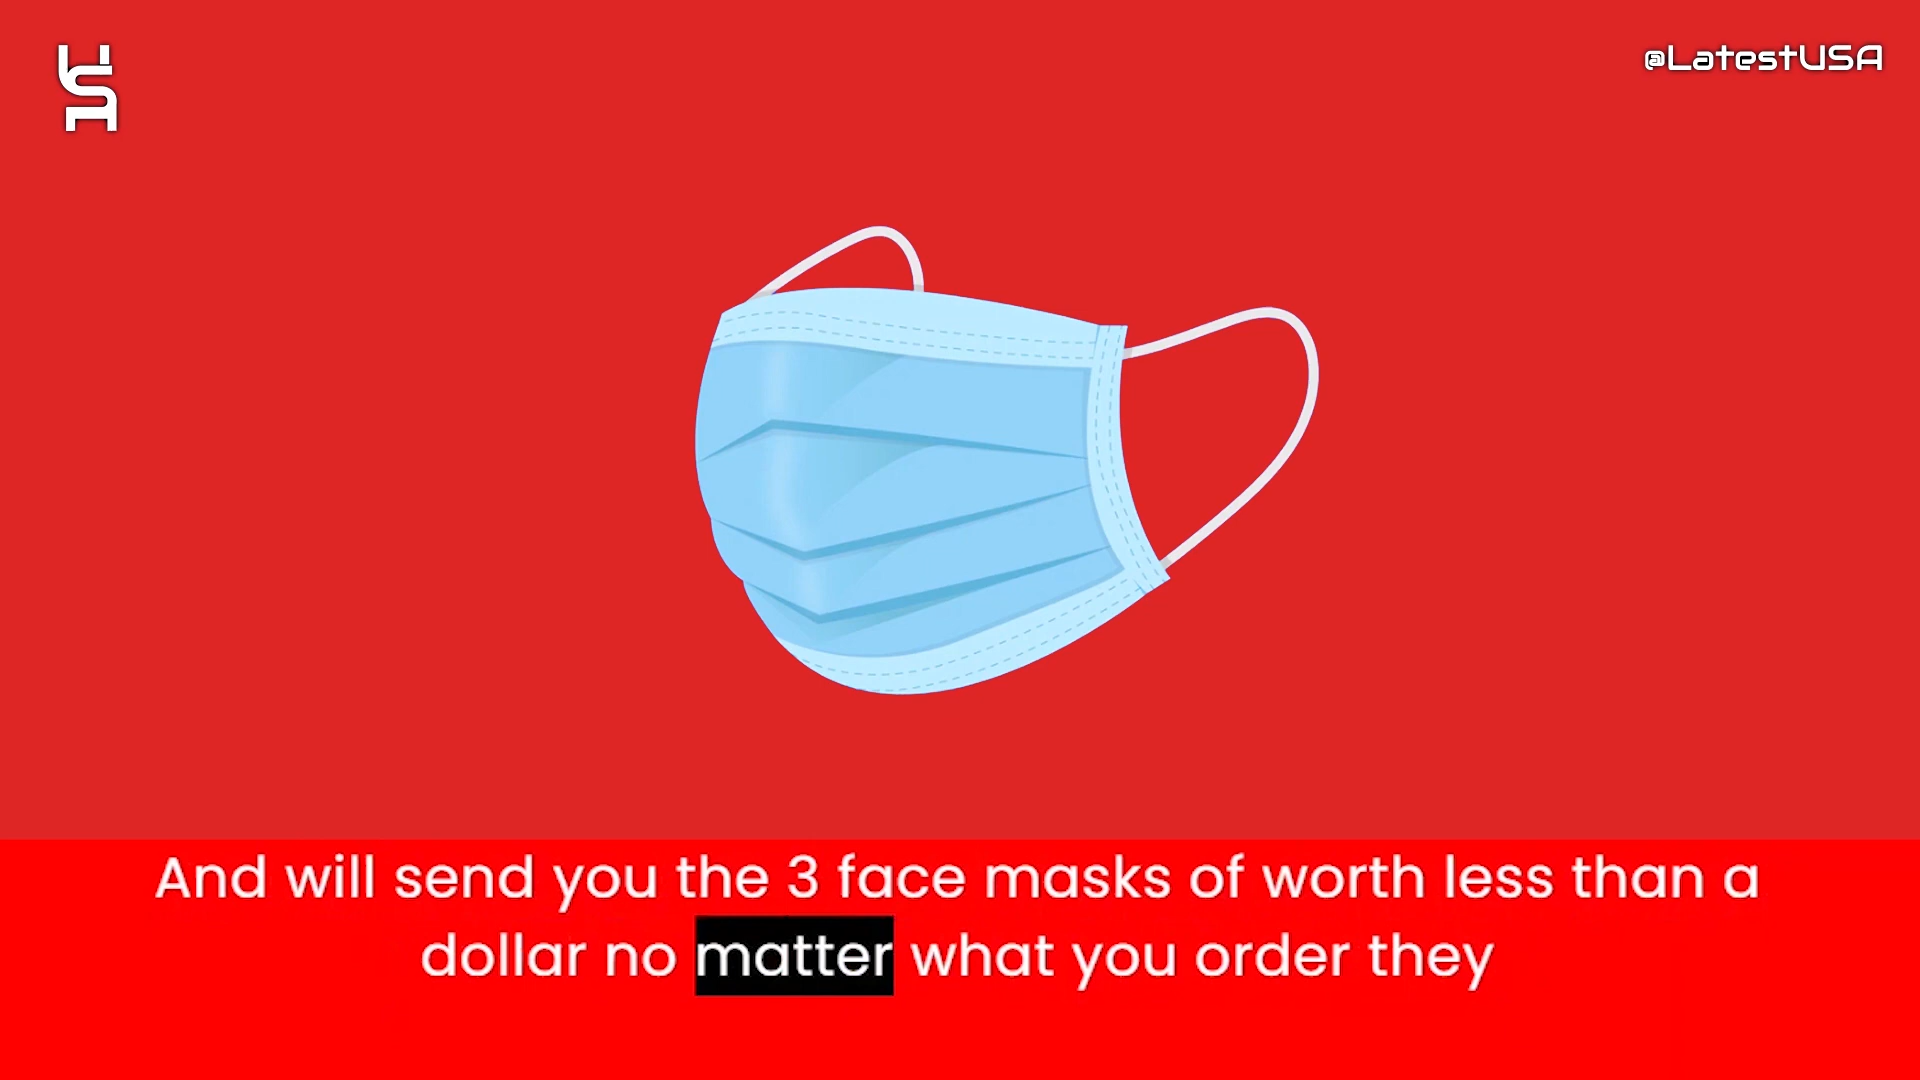 USA
@LatestUSA
And will send you the 3 face masks of worth less than a
dollar no matter what you order they